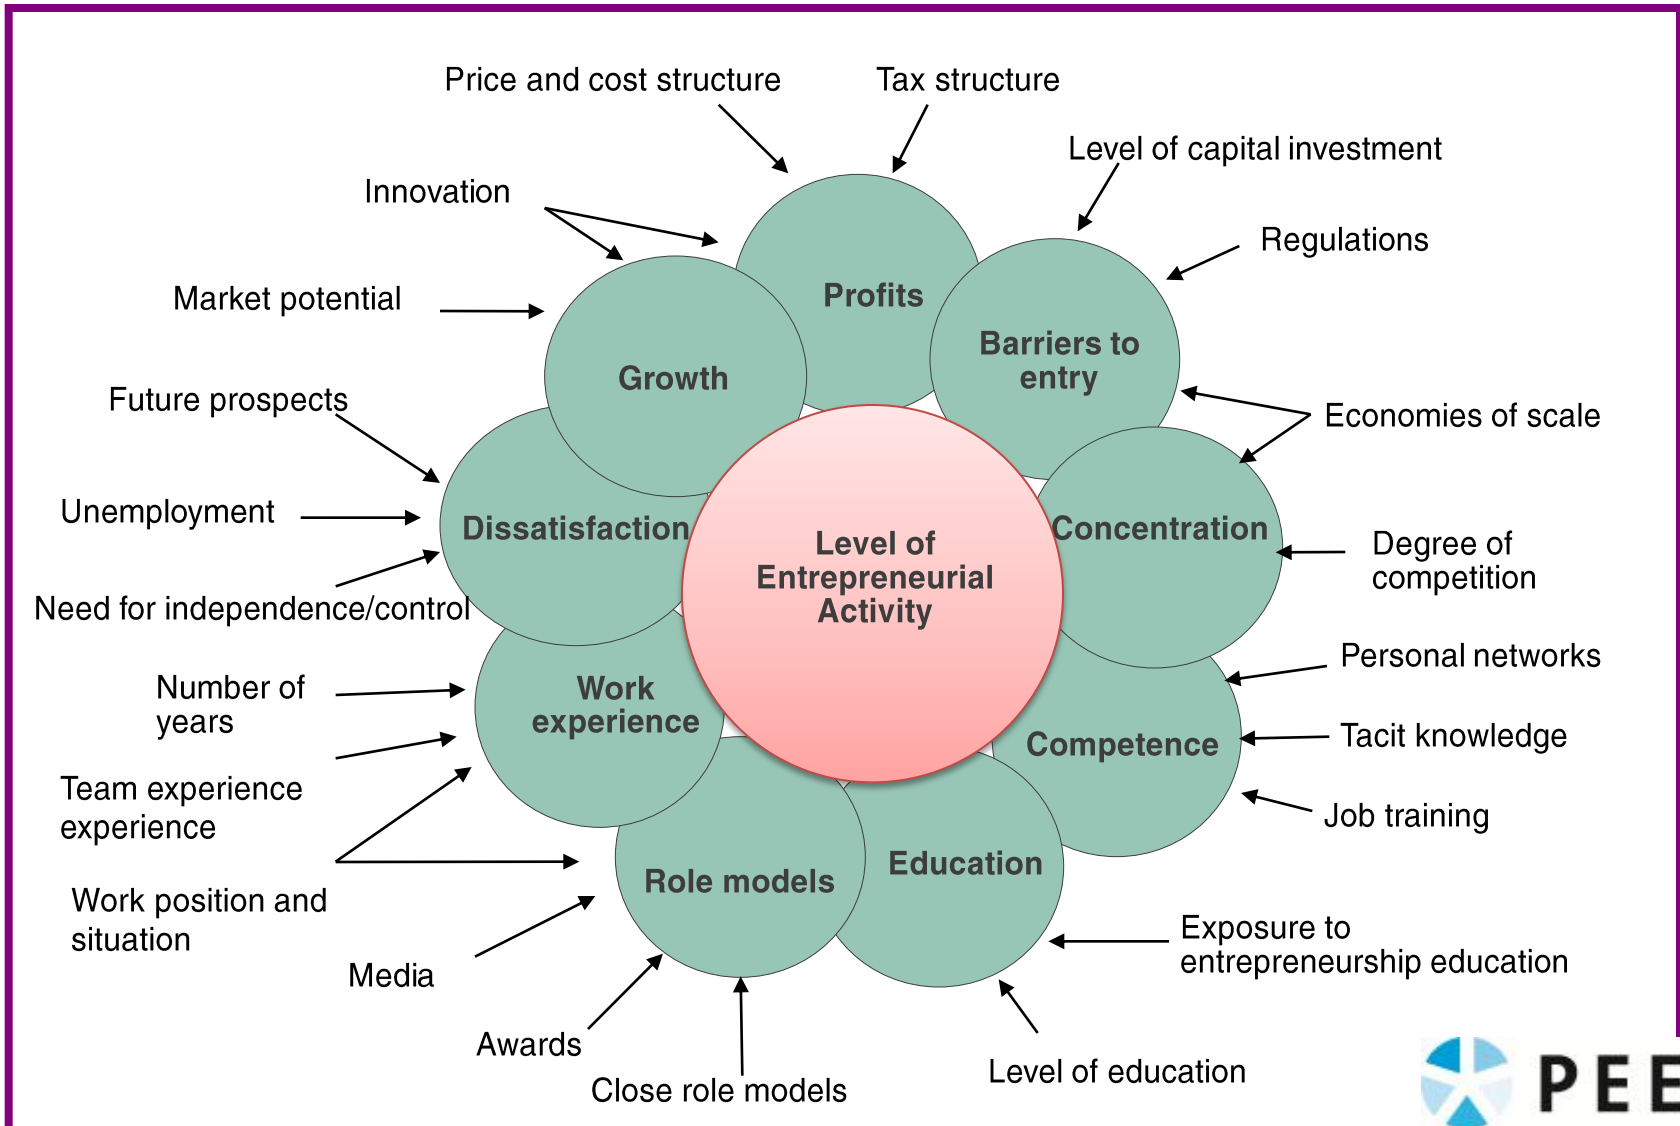 Price and cost structure
Tax structure
Level of capital investment
Innovation
Regulations
Market potential
Profits
Barriers to
entry
Growth
Future prospects
Economies of scale
Unemployment
Dissatisfaction
Level of
Entrepreneurial
Activity
Concentration
Degree of
competition
Need for independence/control
Personal networks
Number of
years
Work
experience
Competence
Tacit knowledge
Team experience
experience
Job training
Role models
Education
Work position and
situation
Exposure to
entrepreneurship education
Media
Awards
Close role models
Level of education
PEE